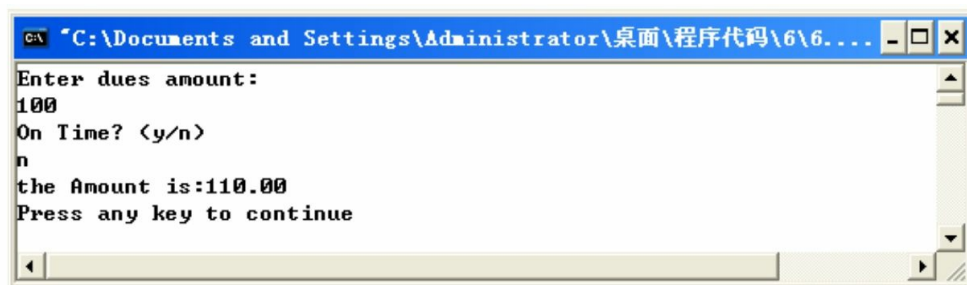 "C:\Documents and Settings\Administrator\桌面\程序代码\6\6....
Enter dues amount:
100
On Time? (y/n)
n
the Amount is:110.00
Press any key to continue